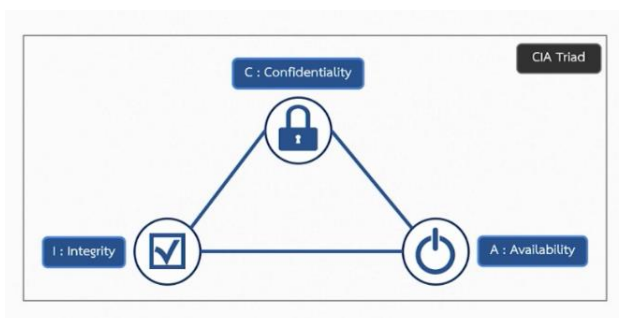 CIA Triad
C : Confidentiality
I : Integrity
A : Availability